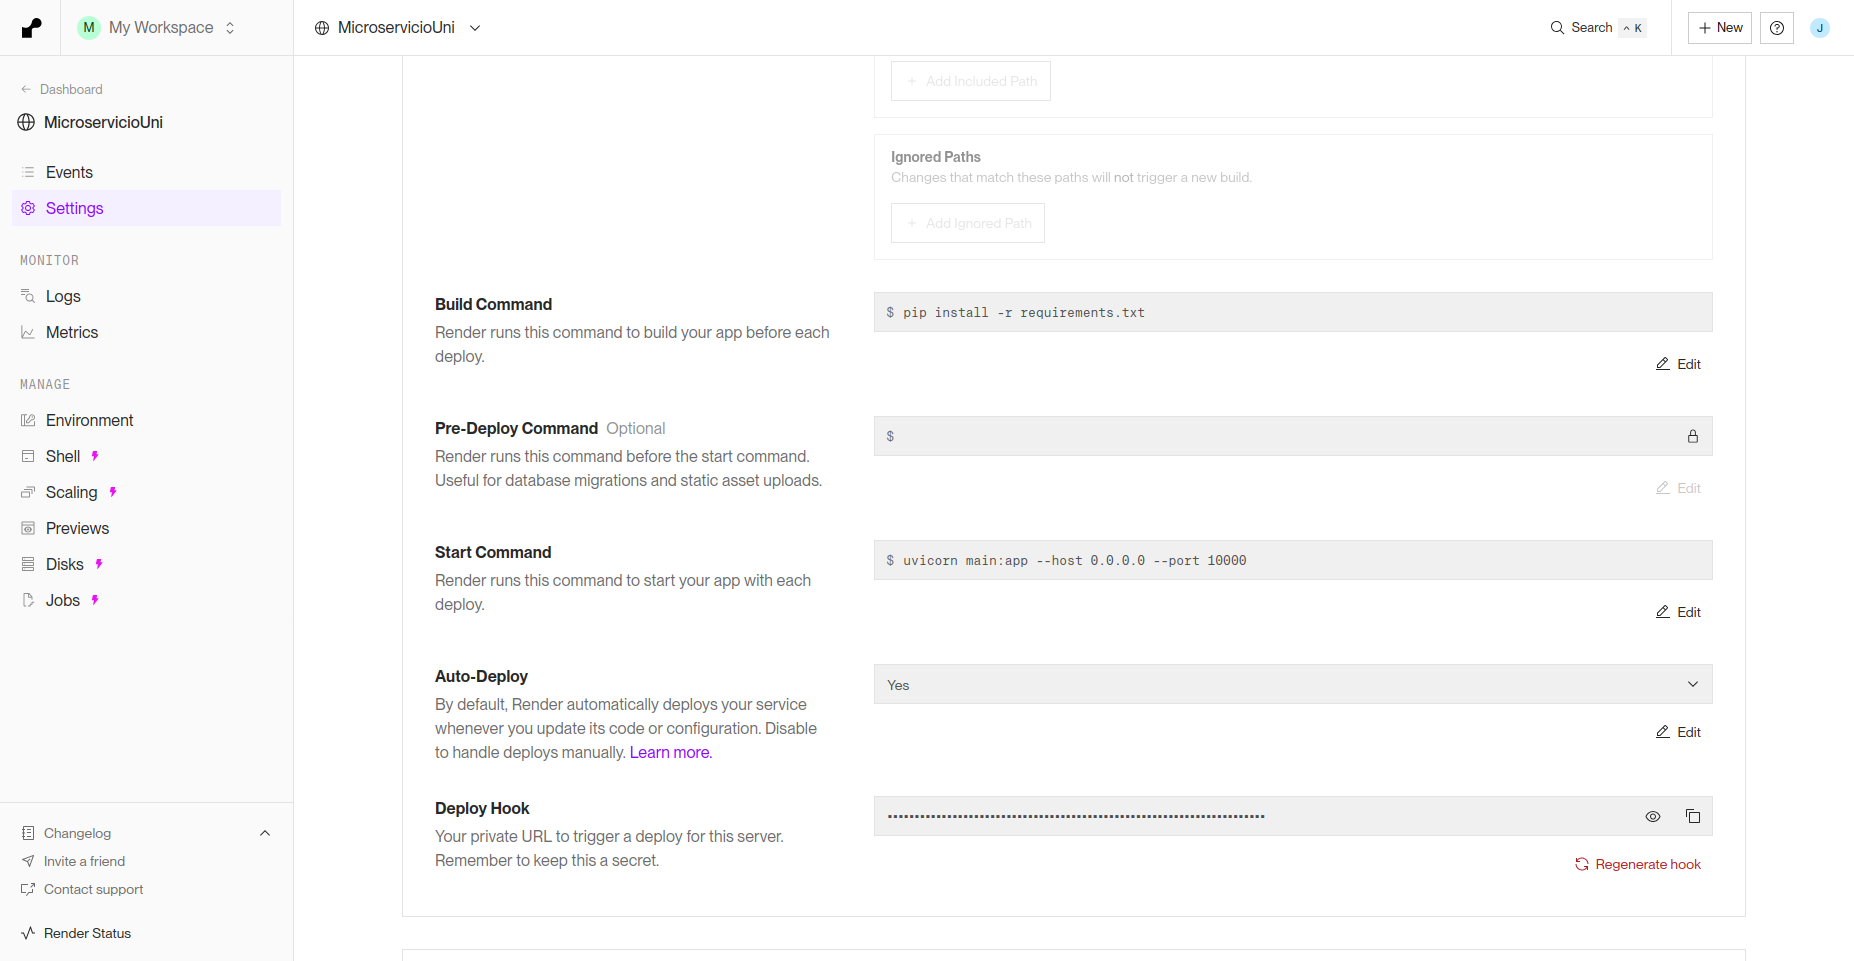 M My Workspace
MicroservicioUni
Search ^ K
+ New
J
Dashboard
MicroservicioUni
Events
Settings
MONITOR
Logs
Metrics
MANAGE
Environment
Shell
Scaling
Previews
Disks
Jobs
Changelog
Invite a friend
Contact support
Render Status
+ Add Included Path
Ignored Paths
Changes that match these paths will not trigger a new build.
+ Add Ignored Path
Build Command
Render runs this command to build your app before each
deploy.
$ pip install -r requirements.txt
Edit
Pre-Deploy Command Optional
Render runs this command before the start command.
Useful for database migrations and static asset uploads.
$
Edit
Start Command
Render runs this command to start your app with each
deploy.
$ uvicorn main:app --host 0.0.0.0 --port 10000
Edit
Auto-Deploy
By default, Render automatically deploys your service
whenever you update its code or configuration. Disable
to handle deploys manually. Learn more.
Yes
Edit
Deploy Hook
Your private URL to trigger a deploy for this server.
Remember to keep this a secret.
Regenerate hook